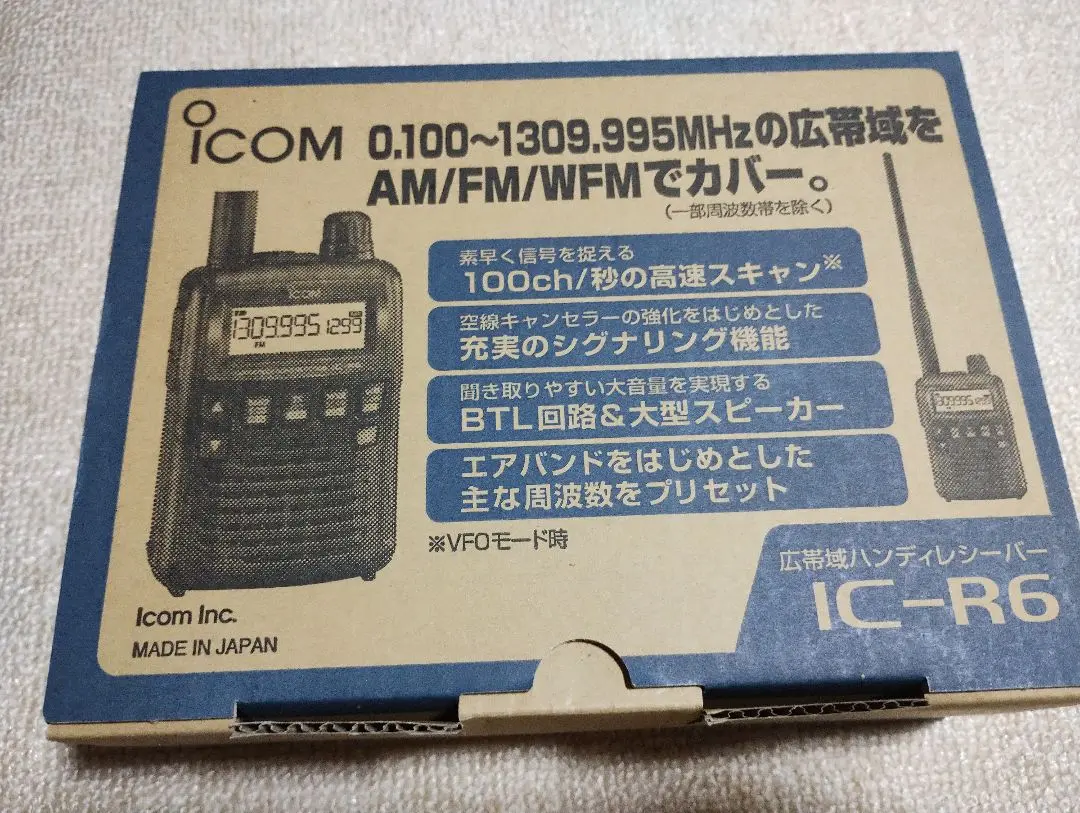 iCOM
0.100～1309.995MHzの広帯域を
AM/FM/WFMでカバー。
（一部周波数帯を除く）
素早く信号を捉える
100ch/秒の高速スキャン※
空線キャンセラーの強化をはじめとした
充実のシグナリング機能
聞き取りやすい大音量を実現する
BTL回路&大型スピーカー
エアバンドをはじめとした
主な周波数をプリセット
※VFOモード時
iCOM
1309.995 1299
FM
Icom Inc.
MADE IN JAPAN
広帯域ハンディレシーバー
IC-R6